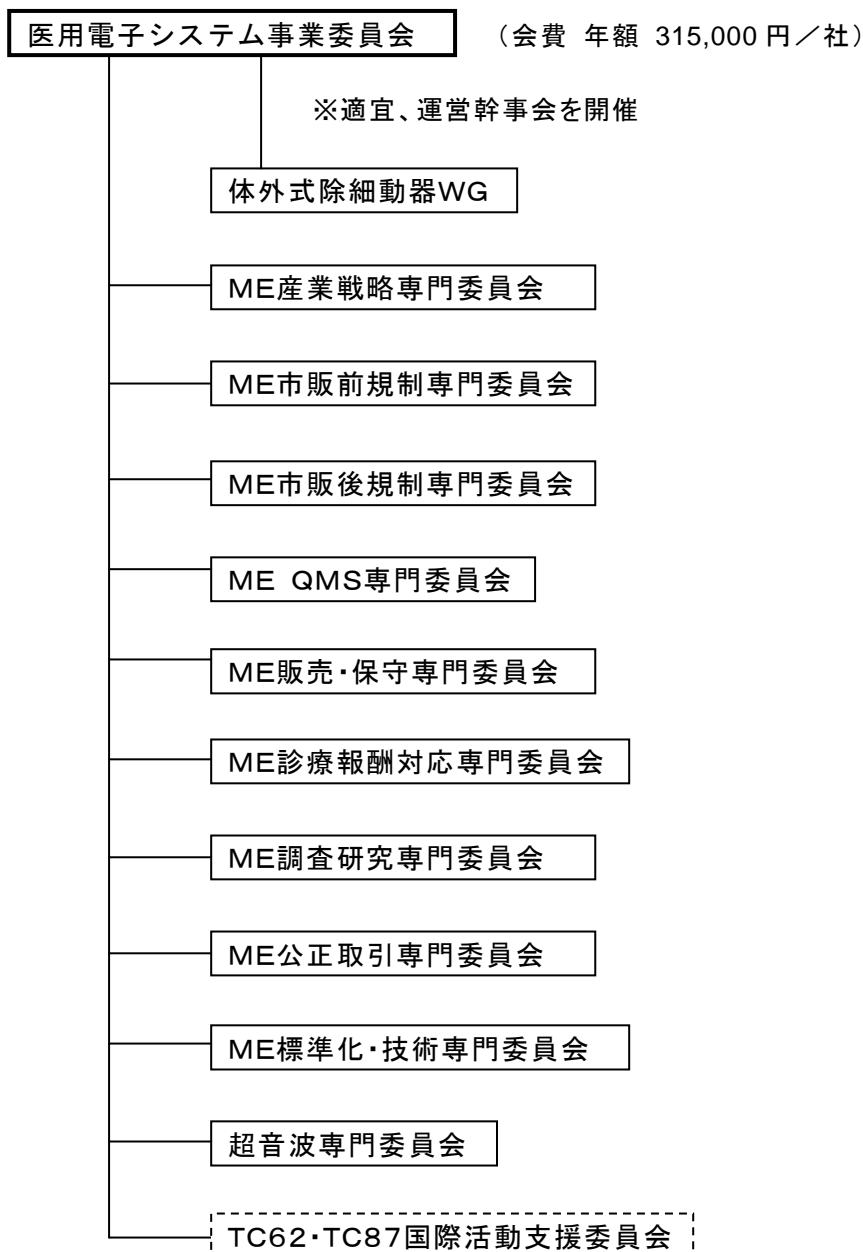 医用電子システム事業委員会 （会費 年額 315,000 円／社）
※適宜、運営幹事会を開催
体外式除細動器WG
ME産業戦略専門委員会
ME市販前規制専門委員会
ME市販後規制専門委員会
ME QMS専門委員会
ME販売・保守専門委員会
ME診療報酬対応専門委員会
ME調査研究専門委員会
ME公正取引専門委員会
ME標準化・技術専門委員会
超音波専門委員会
TC62・TC87国際活動支援委員会